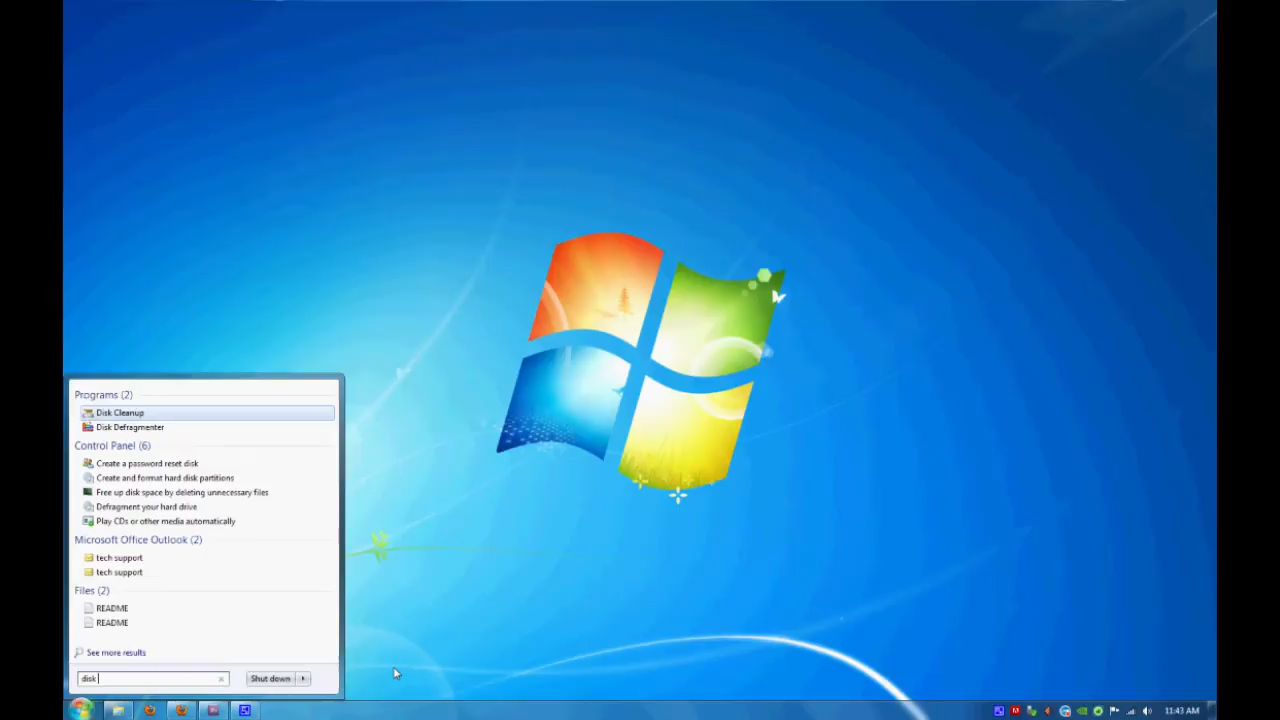 Programs (2)
Disk Cleanup
Disk Defragmenter
Control Panel (6)
Create a password reset disk
Create and format hard disk partitions
Free up disk space by deleting unnecessary files
Defragment your hard drive
Play CDs or other media automatically
Microsoft Office Outlook (2)
tech support
tech support
Files (2)
README
README
See more results
disk
Shut down
11:43 AM